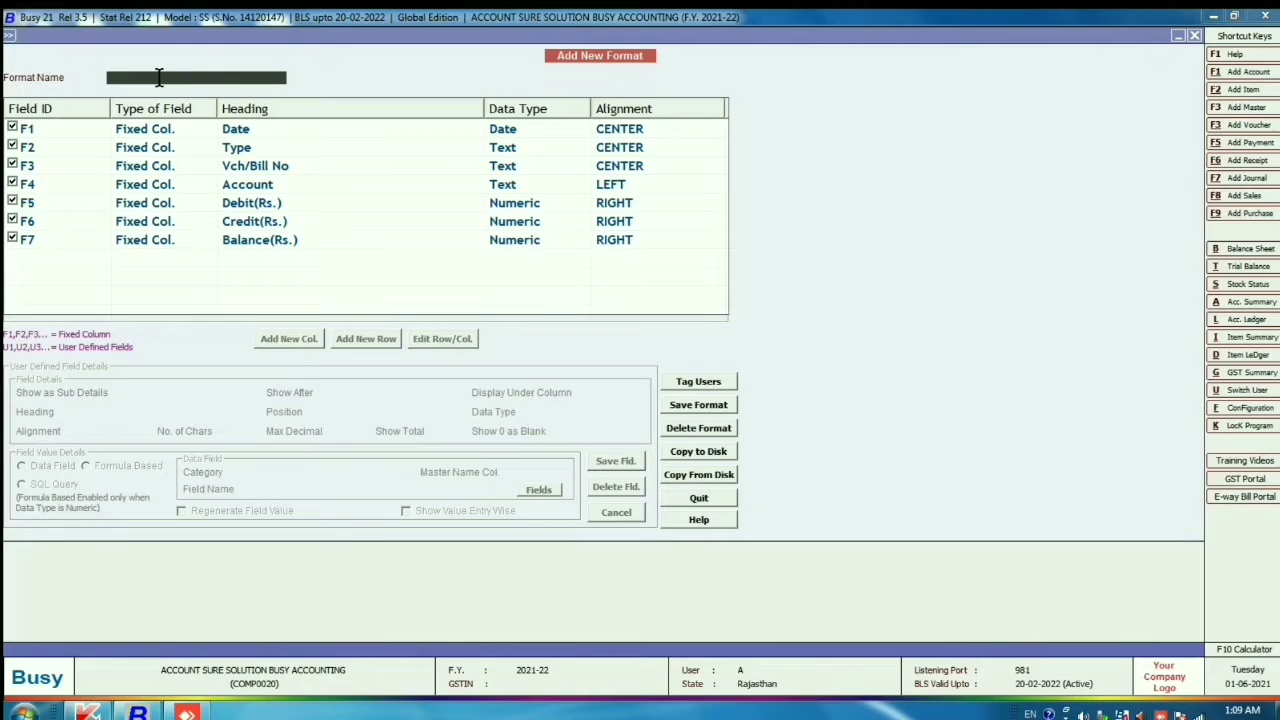 Busy 21 Rel 3.5 | Stat Rel 212 | Model : SS (S.No. 14120147) | BLS upto 20-02-2022 | Global Edition | ACCOUNT SURE SOLUTION BUSY ACCOUNTING (F.Y. 2021-22)
>> Shortcut Keys
Add New Format
F1 Help
Format Name
F1 Add Account
F2 Add Item
F3 Add Master
F3 Add Voucher
F5 Add Payment
F6 Add Receipt
F7 Add Journal
F8 Add Sales
F9 Add Purchase
Field ID Type of Field Heading Data Type Alignment
F1 Fixed Col. Date Date CENTER
F2 Fixed Col. Type Text CENTER
F3 Fixed Col. Vch/Bill No Text CENTER
F4 Fixed Col. Account Text LEFT
F5 Fixed Col. Debit(Rs.) Numeric RIGHT
F6 Fixed Col. Credit(Rs.) Numeric RIGHT
F7 Fixed Col. Balance(Rs.) Numeric RIGHT
B Balance Sheet
T Trial Balance
S Stock Status
A Acc. Summary
L Acc. Ledger
I Item Summary
D Item LeDger
G GST Summary
U Switch User
F ConFiguration
K LocK Program
Training Videos
GST Portal
E-way Bill Portal
F1,F2,F3... = Fixed Column
U1,U2,U3...= User Defined Fields
Add New Col. Add New Row Edit Row/Col.
User Defined Field Details
Field Details
Show as Sub Details Show After Display Under Column
Heading Position Data Type
Alignment No. of Chars Max Decimal Show Total Show 0 as Blank
Field Value Details
Data Field Formula Based
SQL Query
(Formula Based Enabled only when
Data Type is Numeric)
Data Field
Category Master Name Col.
Field Name Fields
Regenerate Field Value Show Value Entry Wise
Save Fld.
Delete Fld.
Cancel
Tag Users
Save Format
Delete Format
Copy to Disk
Copy From Disk
Quit
Help
F10 Calculator
Busy
ACCOUNT SURE SOLUTION BUSY ACCOUNTING
(COMP0020)
F.Y. : 2021-22
GSTIN :
User : A
State : Rajasthan
Listening Port : 981
BLS Valid Upto : 20-02-2022 (Active)
Your
Company
Logo
Tuesday
01-06-2021
EN 1:09 AM